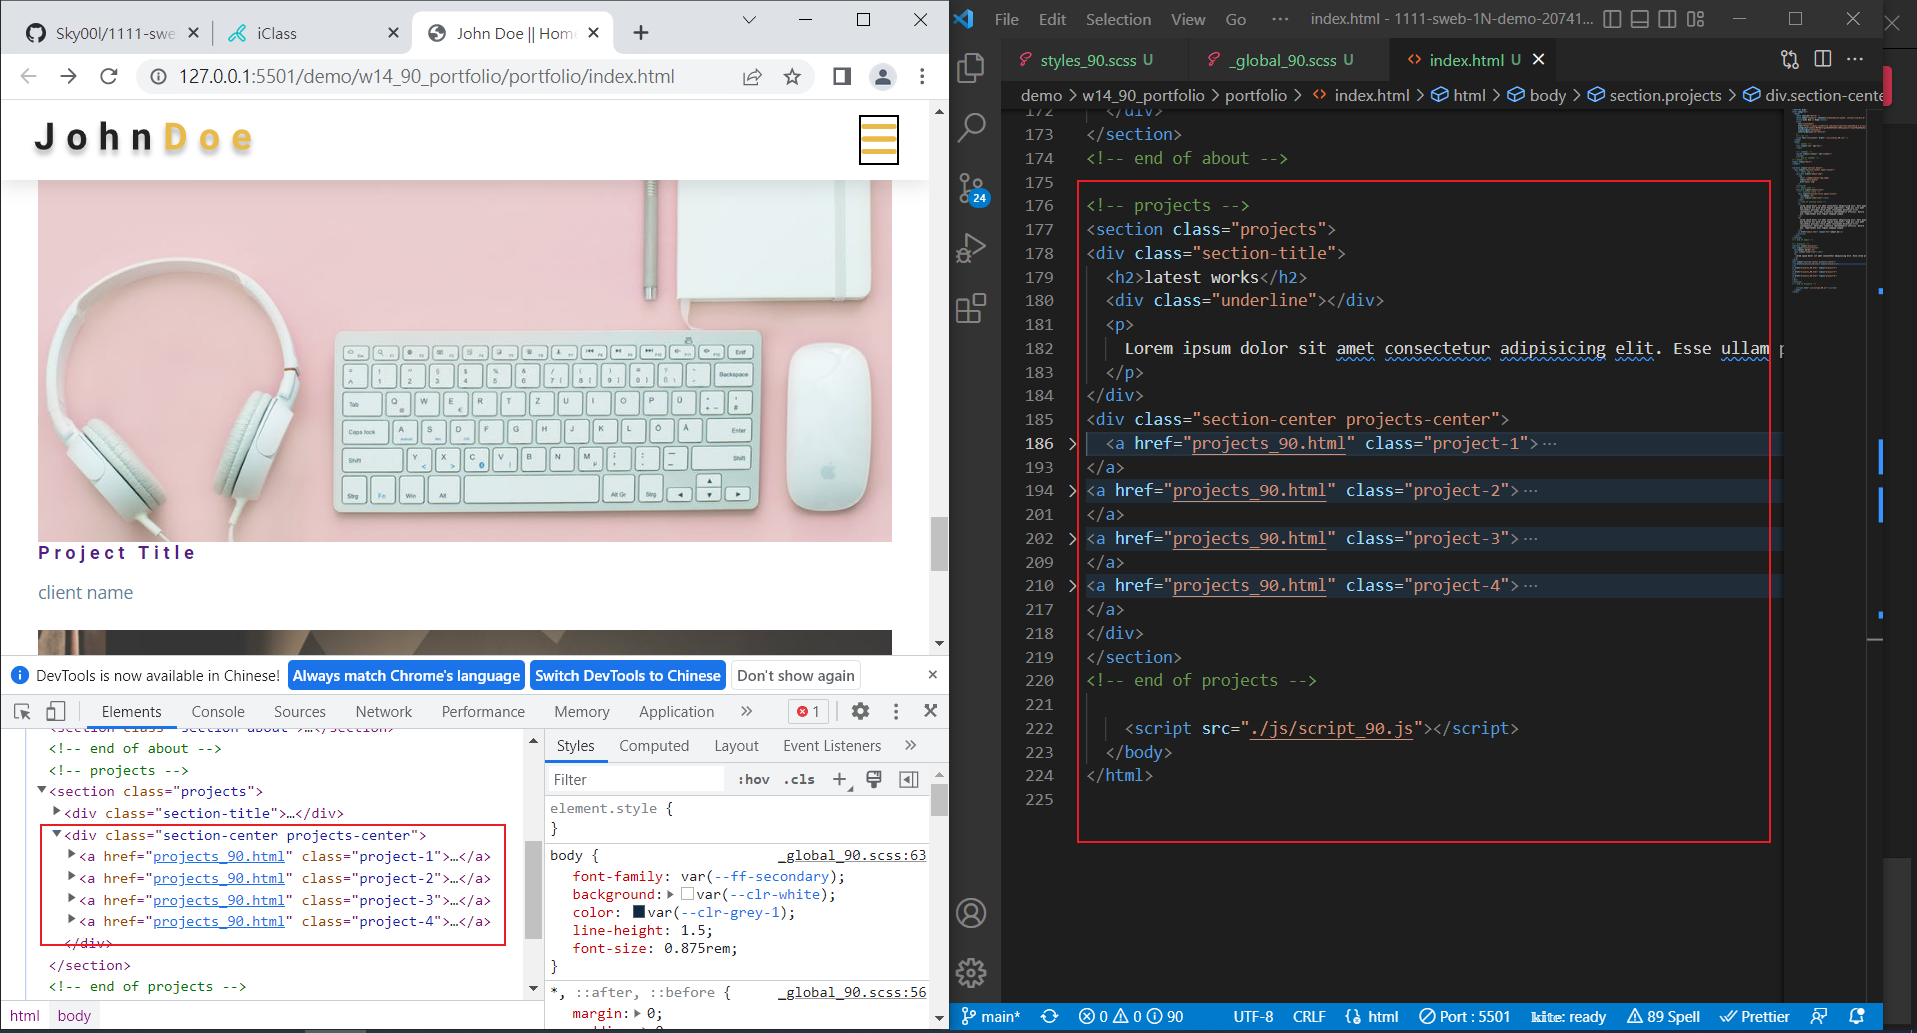 Sky00l/1111-swe
iClass
John Doe || Hom
127.0.0.1:5501/demo/w14_90_portfolio/portfolio/index.html
JohnDoe
Project Title
client name
DevTools is now available in Chinese!
Always match Chrome's language
Switch DevTools to Chinese
Don't show again
Elements
Console
Sources
Network
Performance
Memory
Application
1
<!-- end of about -->
<!-- projects -->
<section class="projects">
<div class="section-title">…</div>
<div class="section-center projects-center">
<a href="projects_90.html" class="project-1">…</a>
<a href="projects_90.html" class="project-2">…</a>
<a href="projects_90.html" class="project-3">…</a>
<a href="projects_90.html" class="project-4">…</a>
</div>
</section>
<!-- end of projects -->
html body
Styles Computed Layout Event Listeners
Filter :hov .cls
element.style {
}
body { _global_90.scss:63
font-family: var(--ff-secondary);
background: var(--clr-white);
color: var(--clr-grey-1);
line-height: 1.5;
font-size: 0.875rem;
}
*, ::after, ::before { _global_90.scss:56
margin: 0;
File Edit Selection View Go ··· index.html - 1111-sweb-1N-demo-20741...
styles_90.scss U
_global_90.scss U
index.html U
demo > w14_90_portfolio > portfolio > index.html > html > body > section.projects > div.section-cente
24
172 </div>
173 </section>
174 <!-- end of about -->
175
176 <!-- projects -->
177 <section class="projects">
178 <div class="section-title">
179 <h2>latest works</h2>
180 <div class="underline"></div>
181 <p>
182 Lorem ipsum dolor sit amet consectetur adipisicing elit. Esse ullam p
183 </p>
184 </div>
185 <div class="section-center projects-center">
186 <a href="projects_90.html" class="project-1">···
193 </a>
194 <a href="projects_90.html" class="project-2">···
201 </a>
202 <a href="projects_90.html" class="project-3">···
209 </a>
210 <a href="projects_90.html" class="project-4">···
217 </a>
218 </div>
219 </section>
220 <!-- end of projects -->
221
222 <script src="./js/script_90.js"></script>
223 </body>
224 </html>
225
main* 0 0 90 UTF-8 CRLF html Port : 5501 kite: ready 89 Spell Prettier